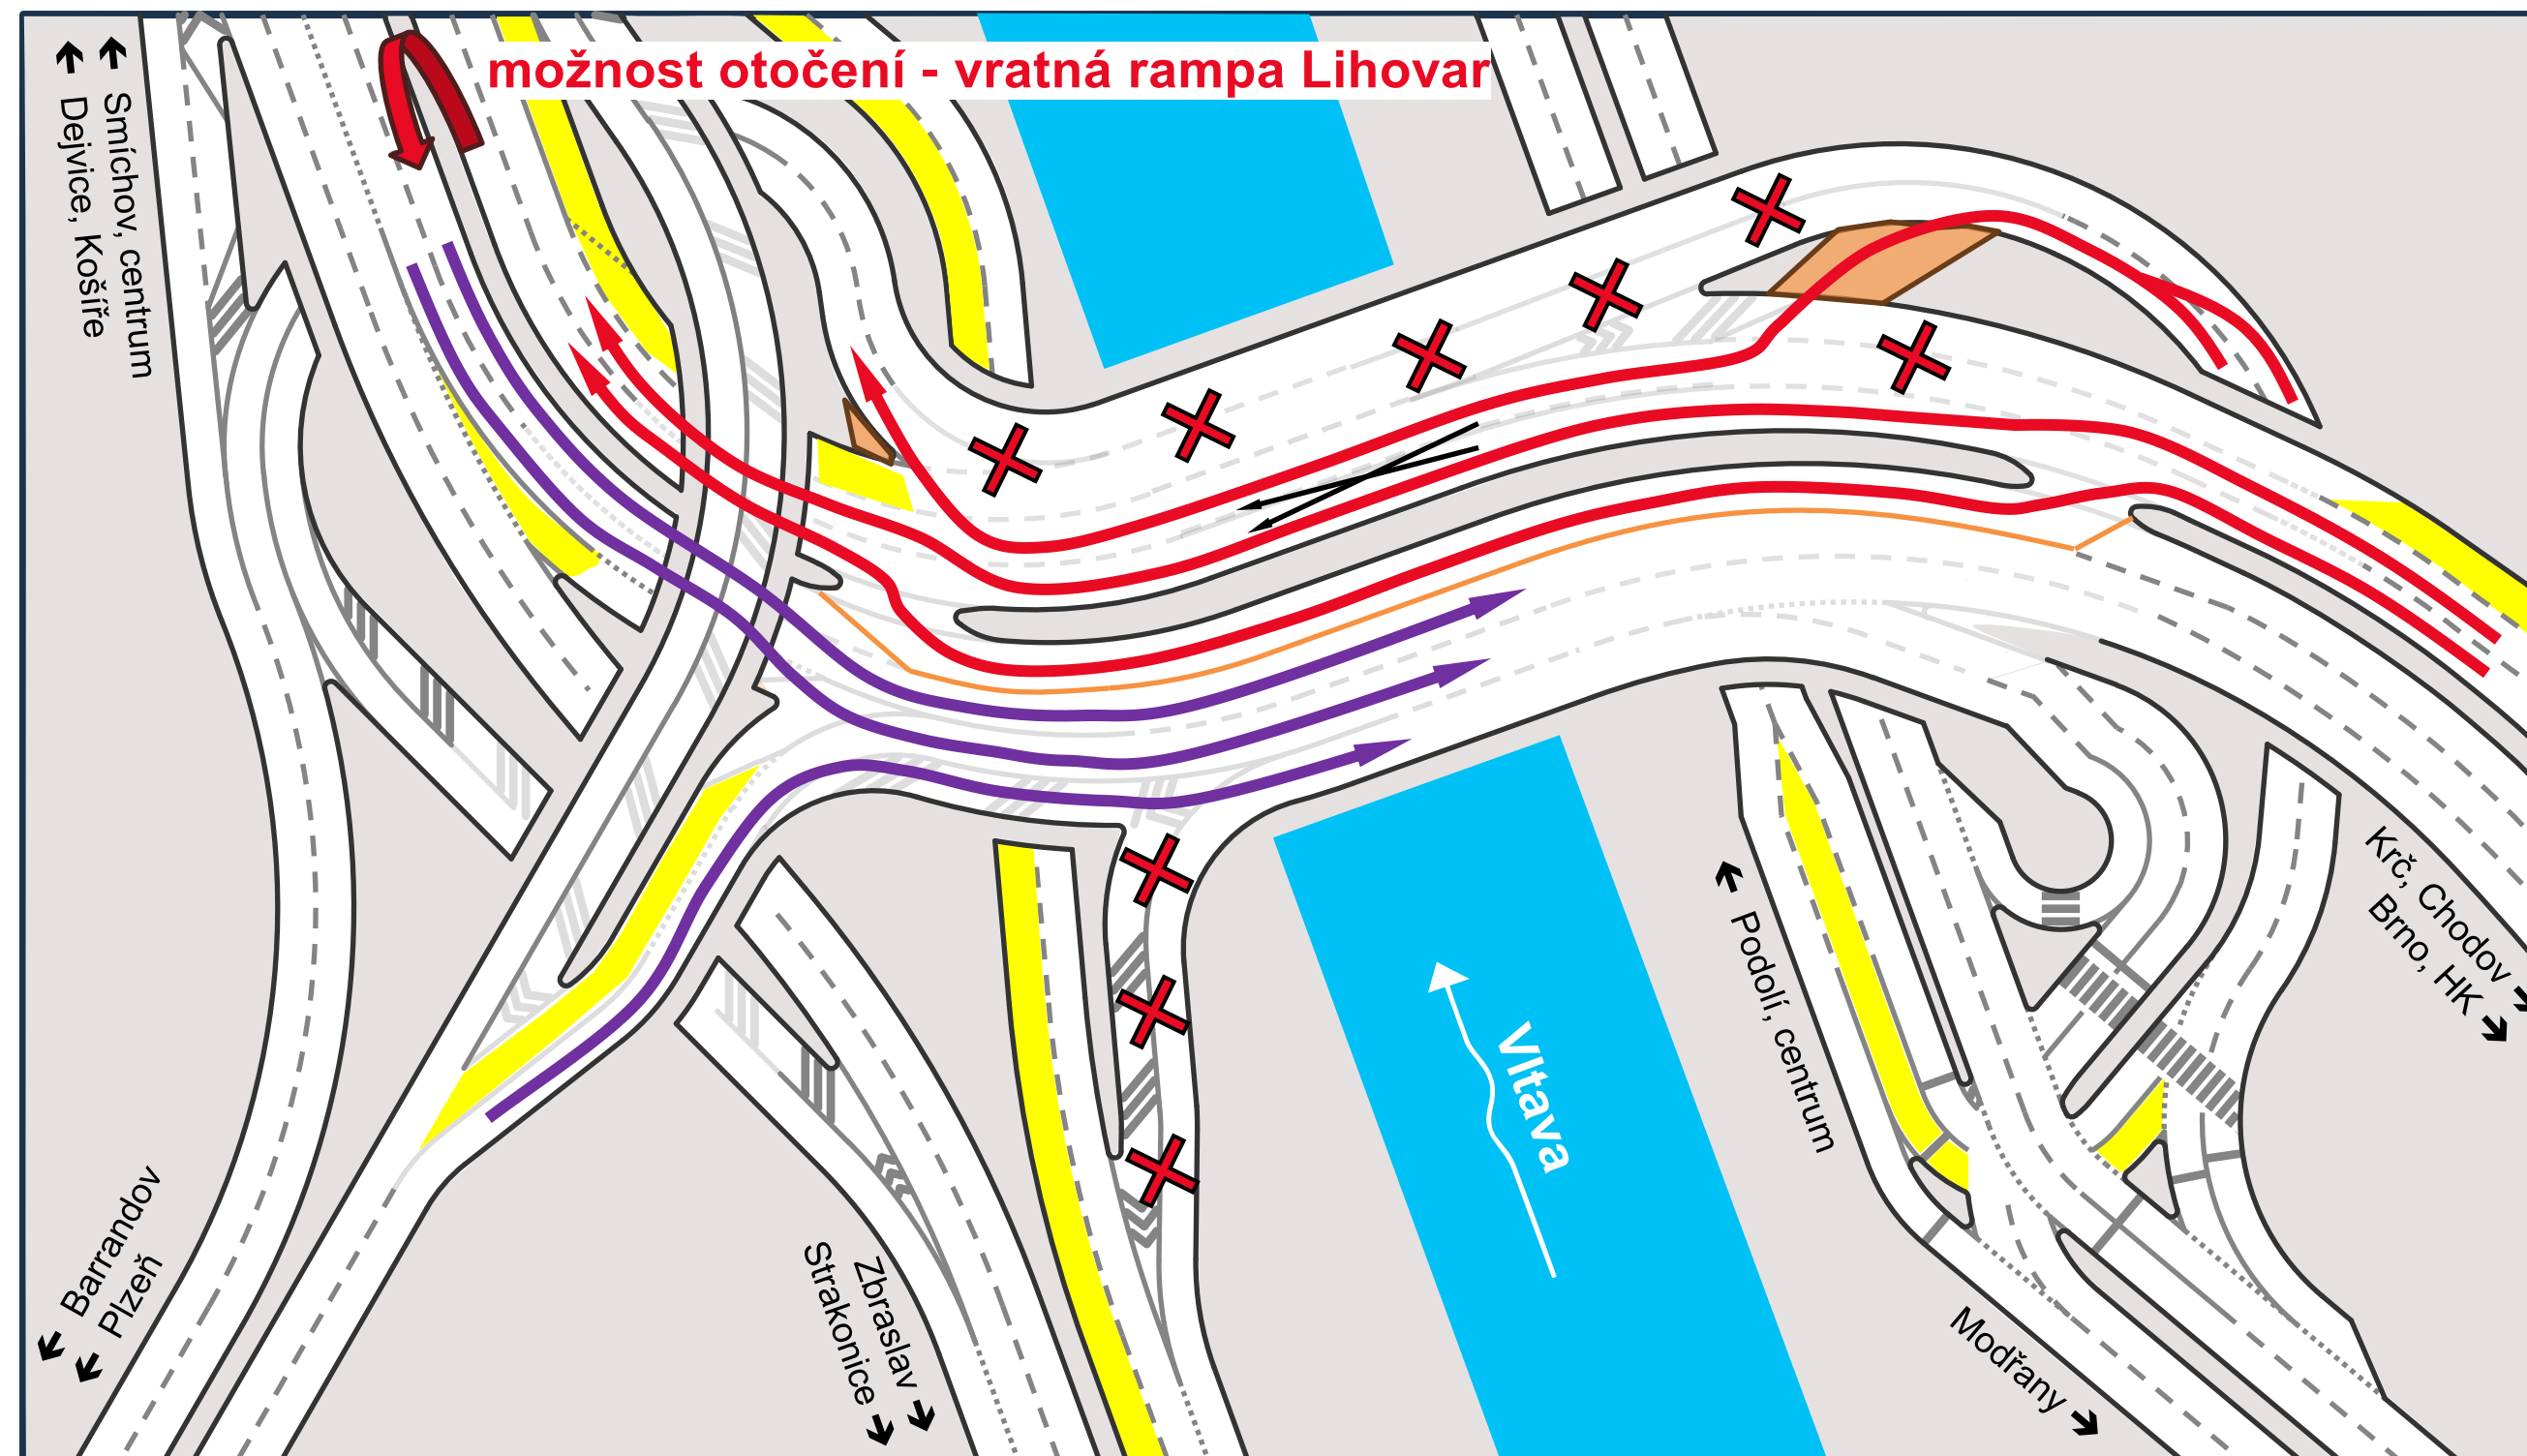 možnost otočení - vratná rampa Lihovar
Smíchov, centrum
Dejvice, Košíře
Krč, Chodov
Brno, HK
Podolí, centrum
Vltava
Barrandov
Plzeň
Zbraslav
Strakonice
Modřany